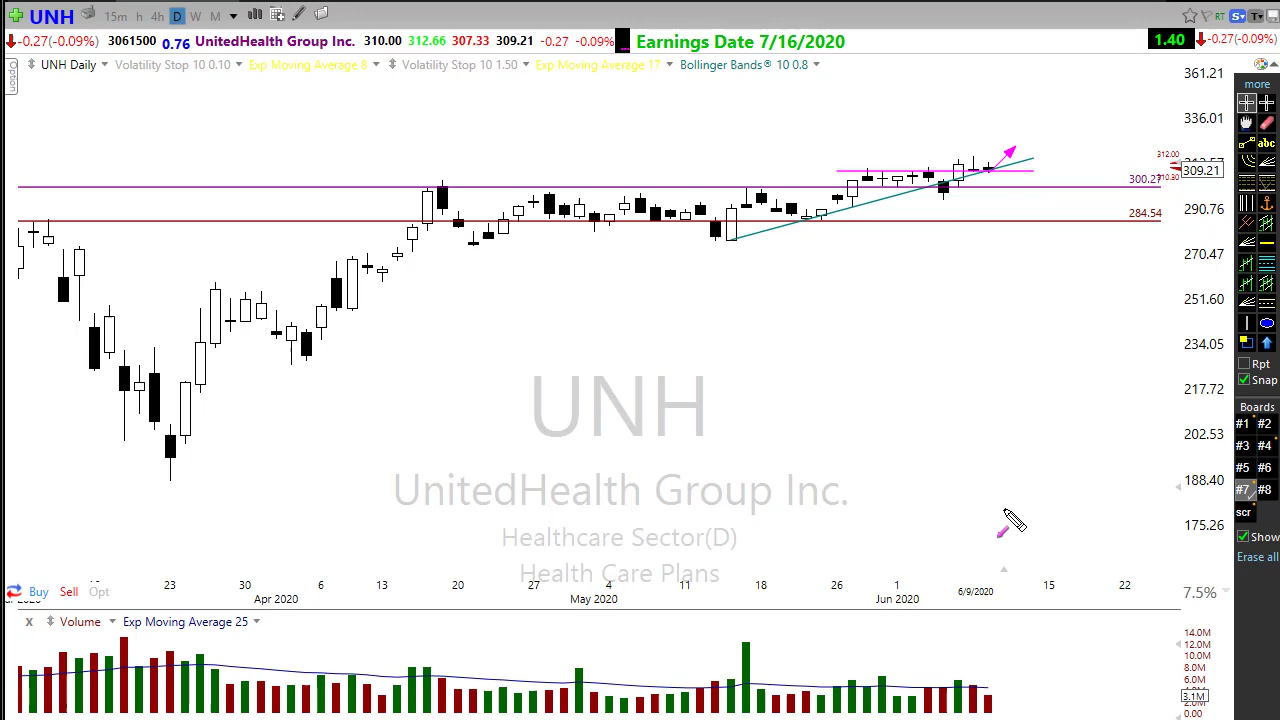 UNH 15m h 4h D W M RT S T
-0.27(-0.09%) 3061500 0.76 UnitedHealth Group Inc. 310.00 312.66 307.33 309.21 -0.27 -0.09% Earnings Date 7/16/2020 1.40 -0.27(-0.09%)
Option
UNH Daily Volatility Stop 10 0.10 Exp Moving Average 8 Volatility Stop 10 1.50 Exp Moving Average 17 Bollinger Bands® 10 0.8
361.21
336.01
312.00
309.21
300.27
290.76
284.54
270.47
251.60
234.05
217.72
202.53
188.40
175.26
more
abc
Rpt
Snap
Boards
#1 #2
#3 #4
#5 #6
#7 #8
scr
Show
Erase all
UNH
UnitedHealth Group Inc.
Healthcare Sector(D)
Health Care Plans
23 30 6 13 20 27 4 11 18 26 1 6/9/2020 15 22
Apr 2020 May 2020 Jun 2020
Buy Sell Opt
7.5%
x Volume Exp Moving Average 25
14.0M
12.0M
10.0M
8.0M
6.0M
3.1M
2.0M
0.00